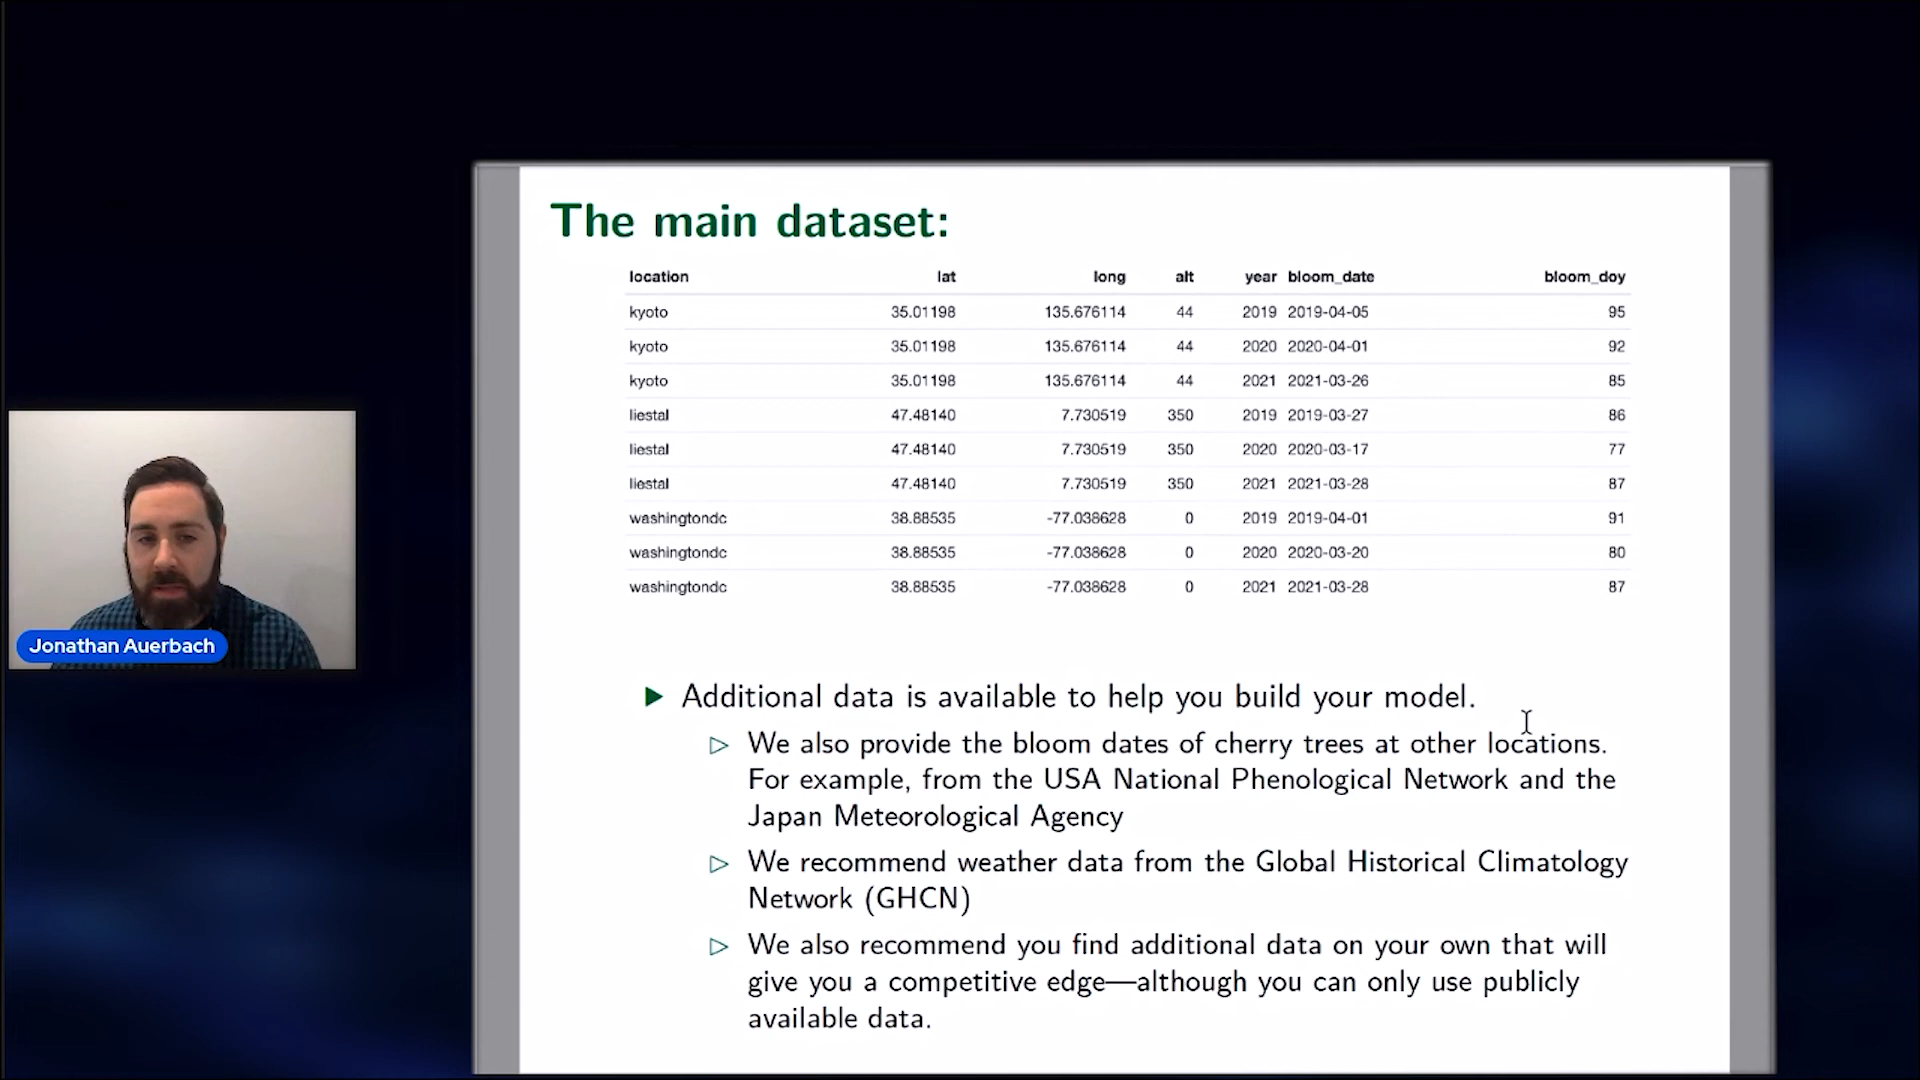 The main dataset:
location lat long alt year bloom_date bloom_doy
kyoto 35.01198 135.676114 44 2019 2019-04-05 95
kyoto 35.01198 135.676114 44 2020 2020-04-01 92
kyoto 35.01198 135.676114 44 2021 2021-03-26 85
liestal 47.48140 7.730519 350 2019 2019-03-27 86
liestal 47.48140 7.730519 350 2020 2020-03-17 77
liestal 47.48140 7.730519 350 2021 2021-03-28 87
washingtondc 38.88535 -77.038628 0 2019 2019-04-01 91
washingtondc 38.88535 -77.038628 0 2020 2020-03-20 80
washingtondc 38.88535 -77.038628 0 2021 2021-03-28 87
Jonathan Auerbach
Additional data is available to help you build your model.
We also provide the bloom dates of cherry trees at other locations.
For example, from the USA National Phenological Network and the
Japan Meteorological Agency
We recommend weather data from the Global Historical Climatology
Network (GHCN)
We also recommend you find additional data on your own that will
give you a competitive edge—although you can only use publicly
available data.